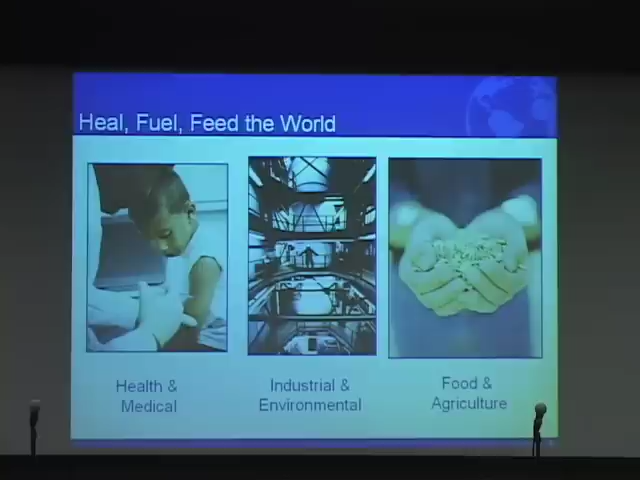 Heal, Fuel, Feed the World
Health &
Medical
Industrial &
Environmental
Food &
Agriculture